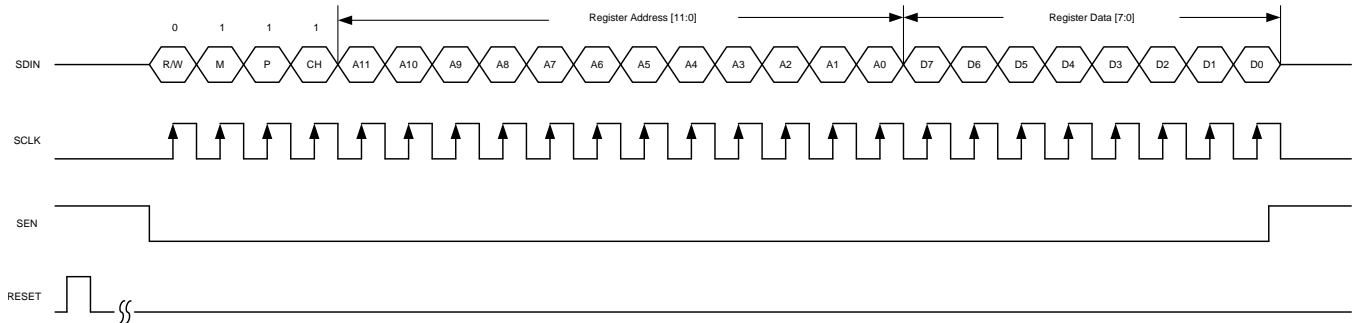 0 1 1 1 Register Address [11:0] Register Data [7:0]
SDIN R/W M P CH A11 A10 A9 A8 A7 A6 A5 A4 A3 A2 A1 A0 D7 D6 D5 D4 D3 D2 D1 D0
SCLK
SEN
RESET